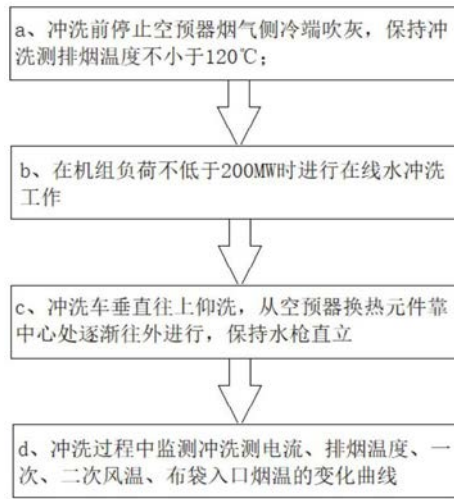 a、冲洗前停止空预器烟气侧冷端吹灰，保持冲
洗测排烟温度不小于120℃；
b、在机组负荷不低于200MW时进行在线水冲洗
工作
c、冲洗车垂直往上仰洗，从空预器换热元件靠
中心处逐渐往外进行，保持水枪直立
d、冲洗过程中监测冲洗测电流、排烟温度、一
次、二次风温、布袋入口烟温的变化曲线